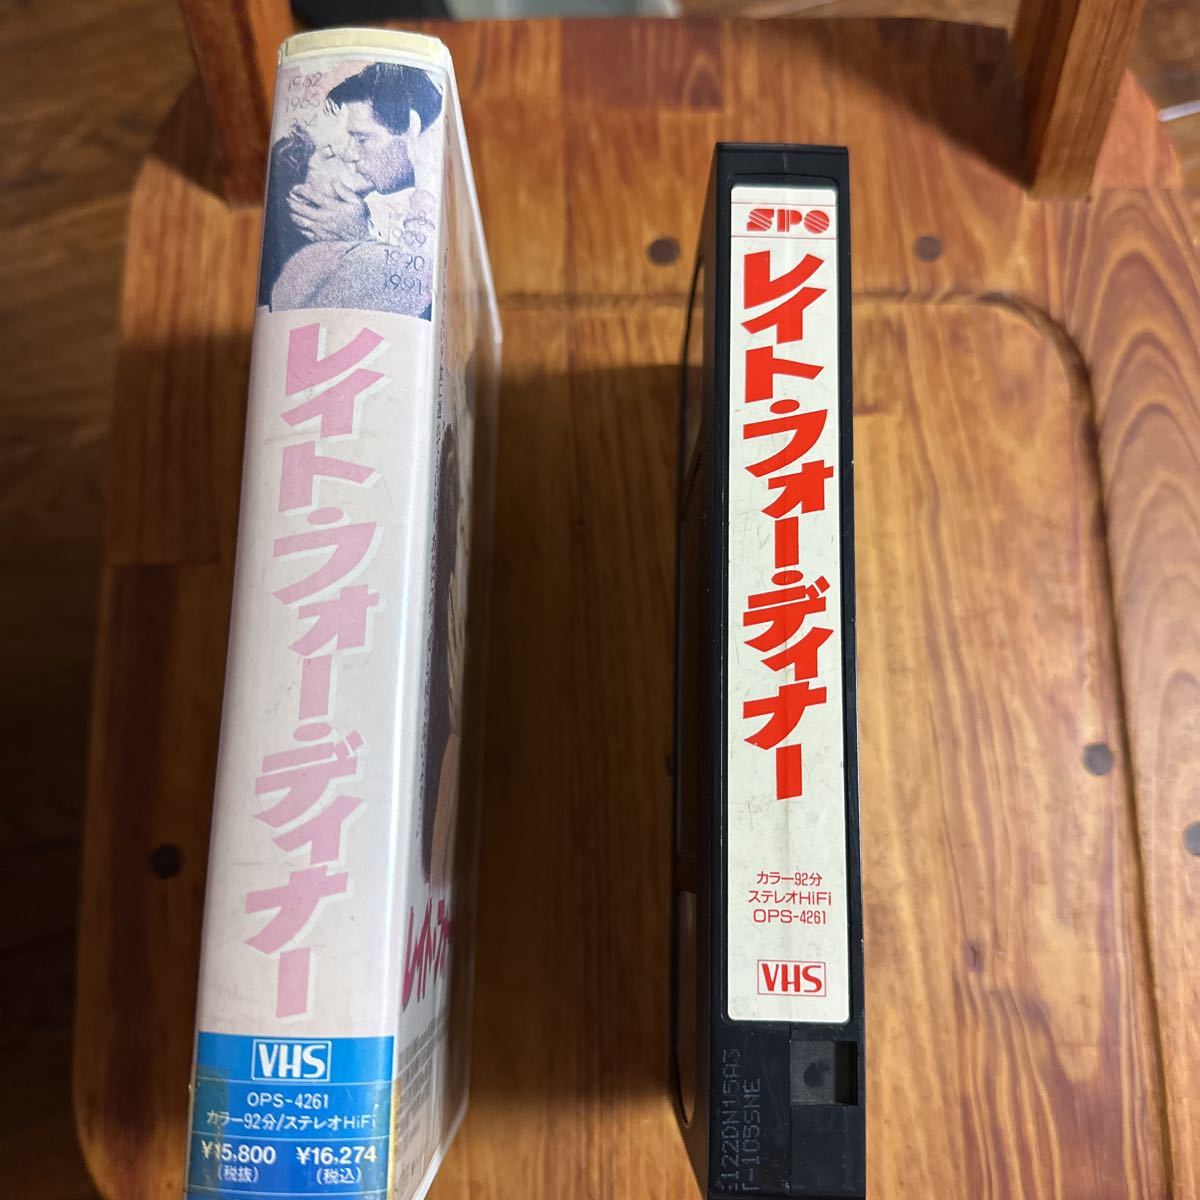 1962
1963
1989
1990
1991
レイト・フォー・ディナー
VHS
OPS-4261
カラー92分/ステレオHiFi
¥15,800 ¥16,274
(税抜) (税込)
SPO
レイト・フォー・ディナー
カラー92分
ステレオHiFi
OPS-4261
VHS